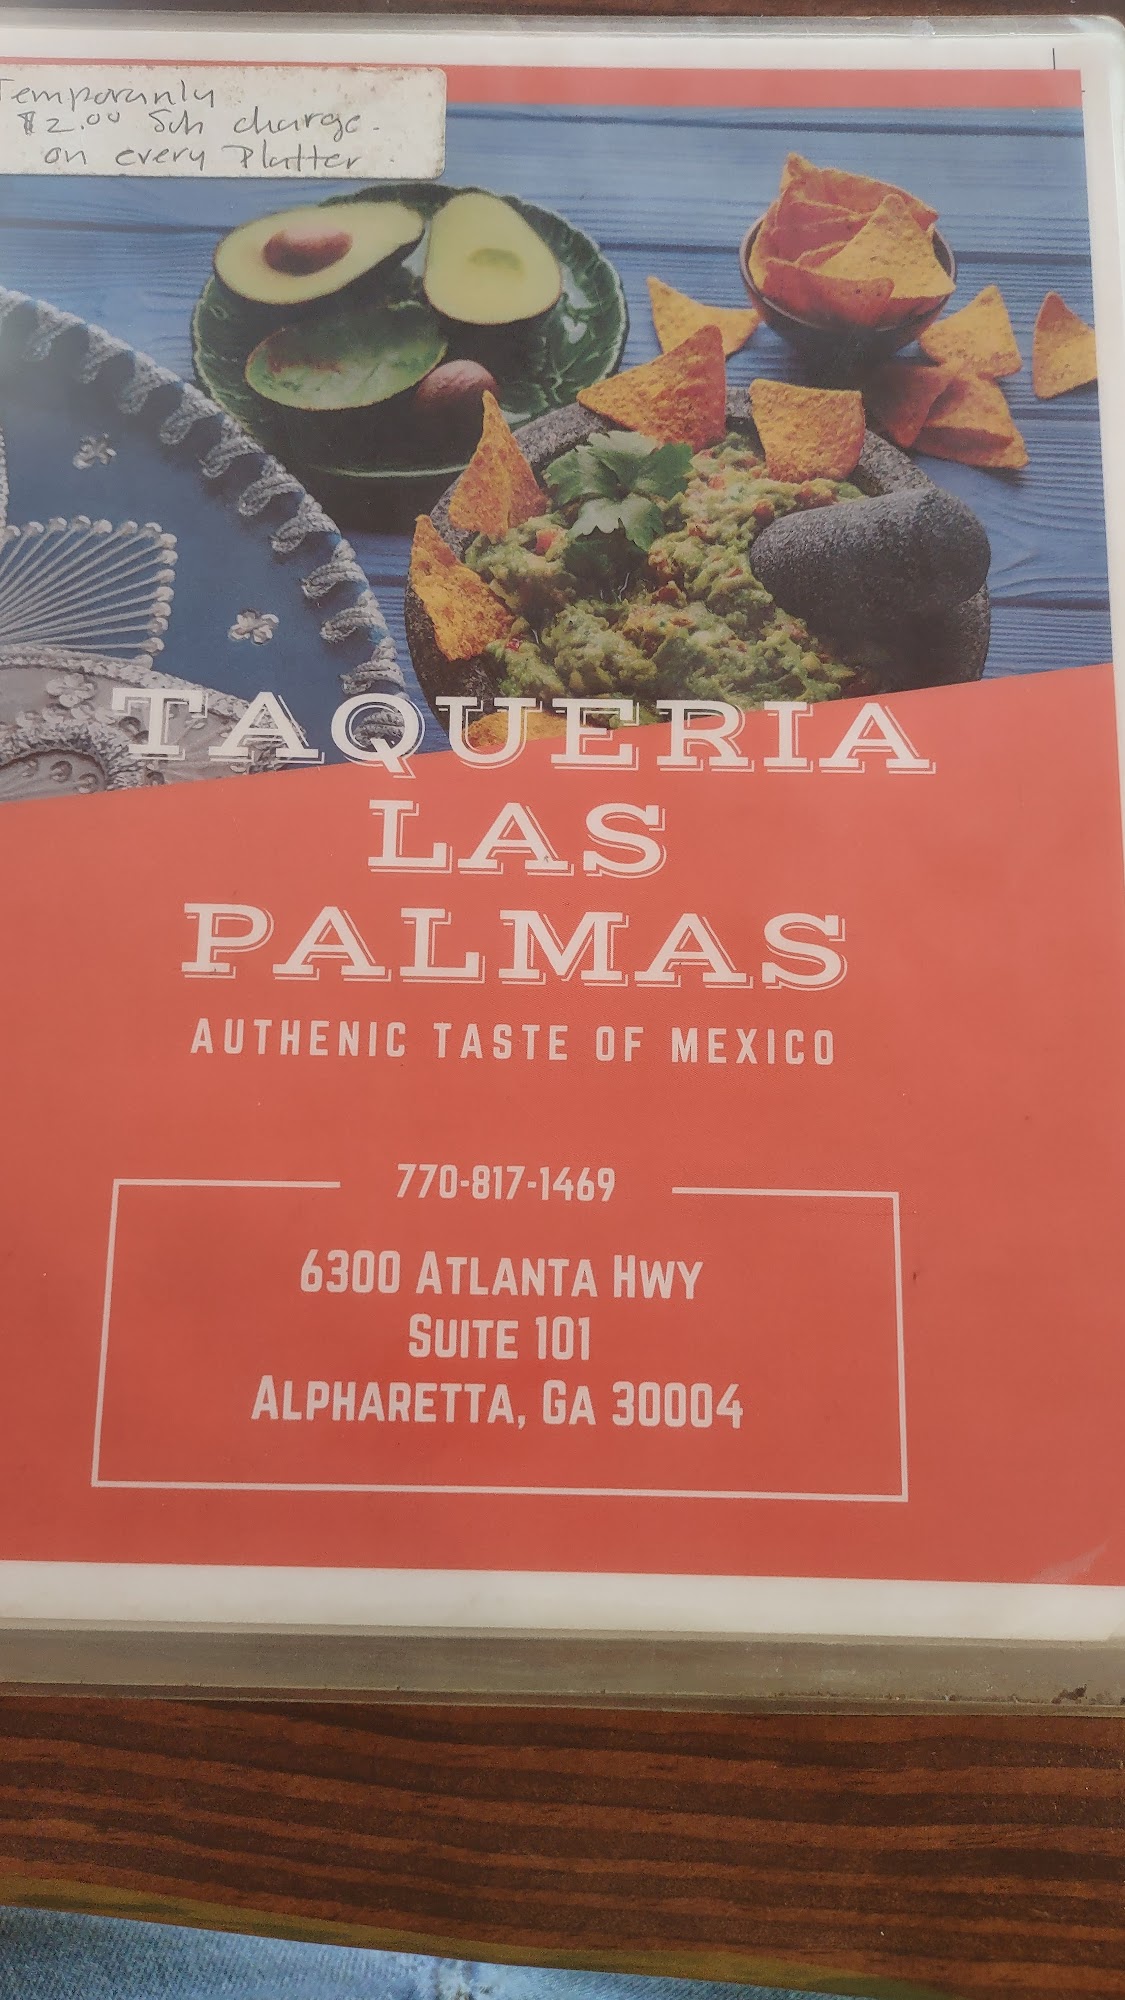 Temporarily
$2.00 Sub charge.
on every Platter
TAQUERIA
LAS
PALMAS
AUTHENIC TASTE OF MEXICO
770-817-1469
6300 ATLANTA HWY
SUITE 101
ALPHARETTA, GA 30004